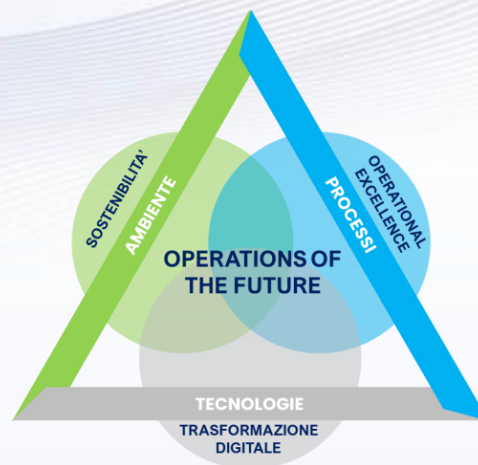 SOSTENIBILITA'
AMBIENTE
PROCESSI
OPERATIONAL
EXCELLENCE
OPERATIONS OF
THE FUTURE
TECNOLOGIE
TRASFORMAZIONE
DIGITALE